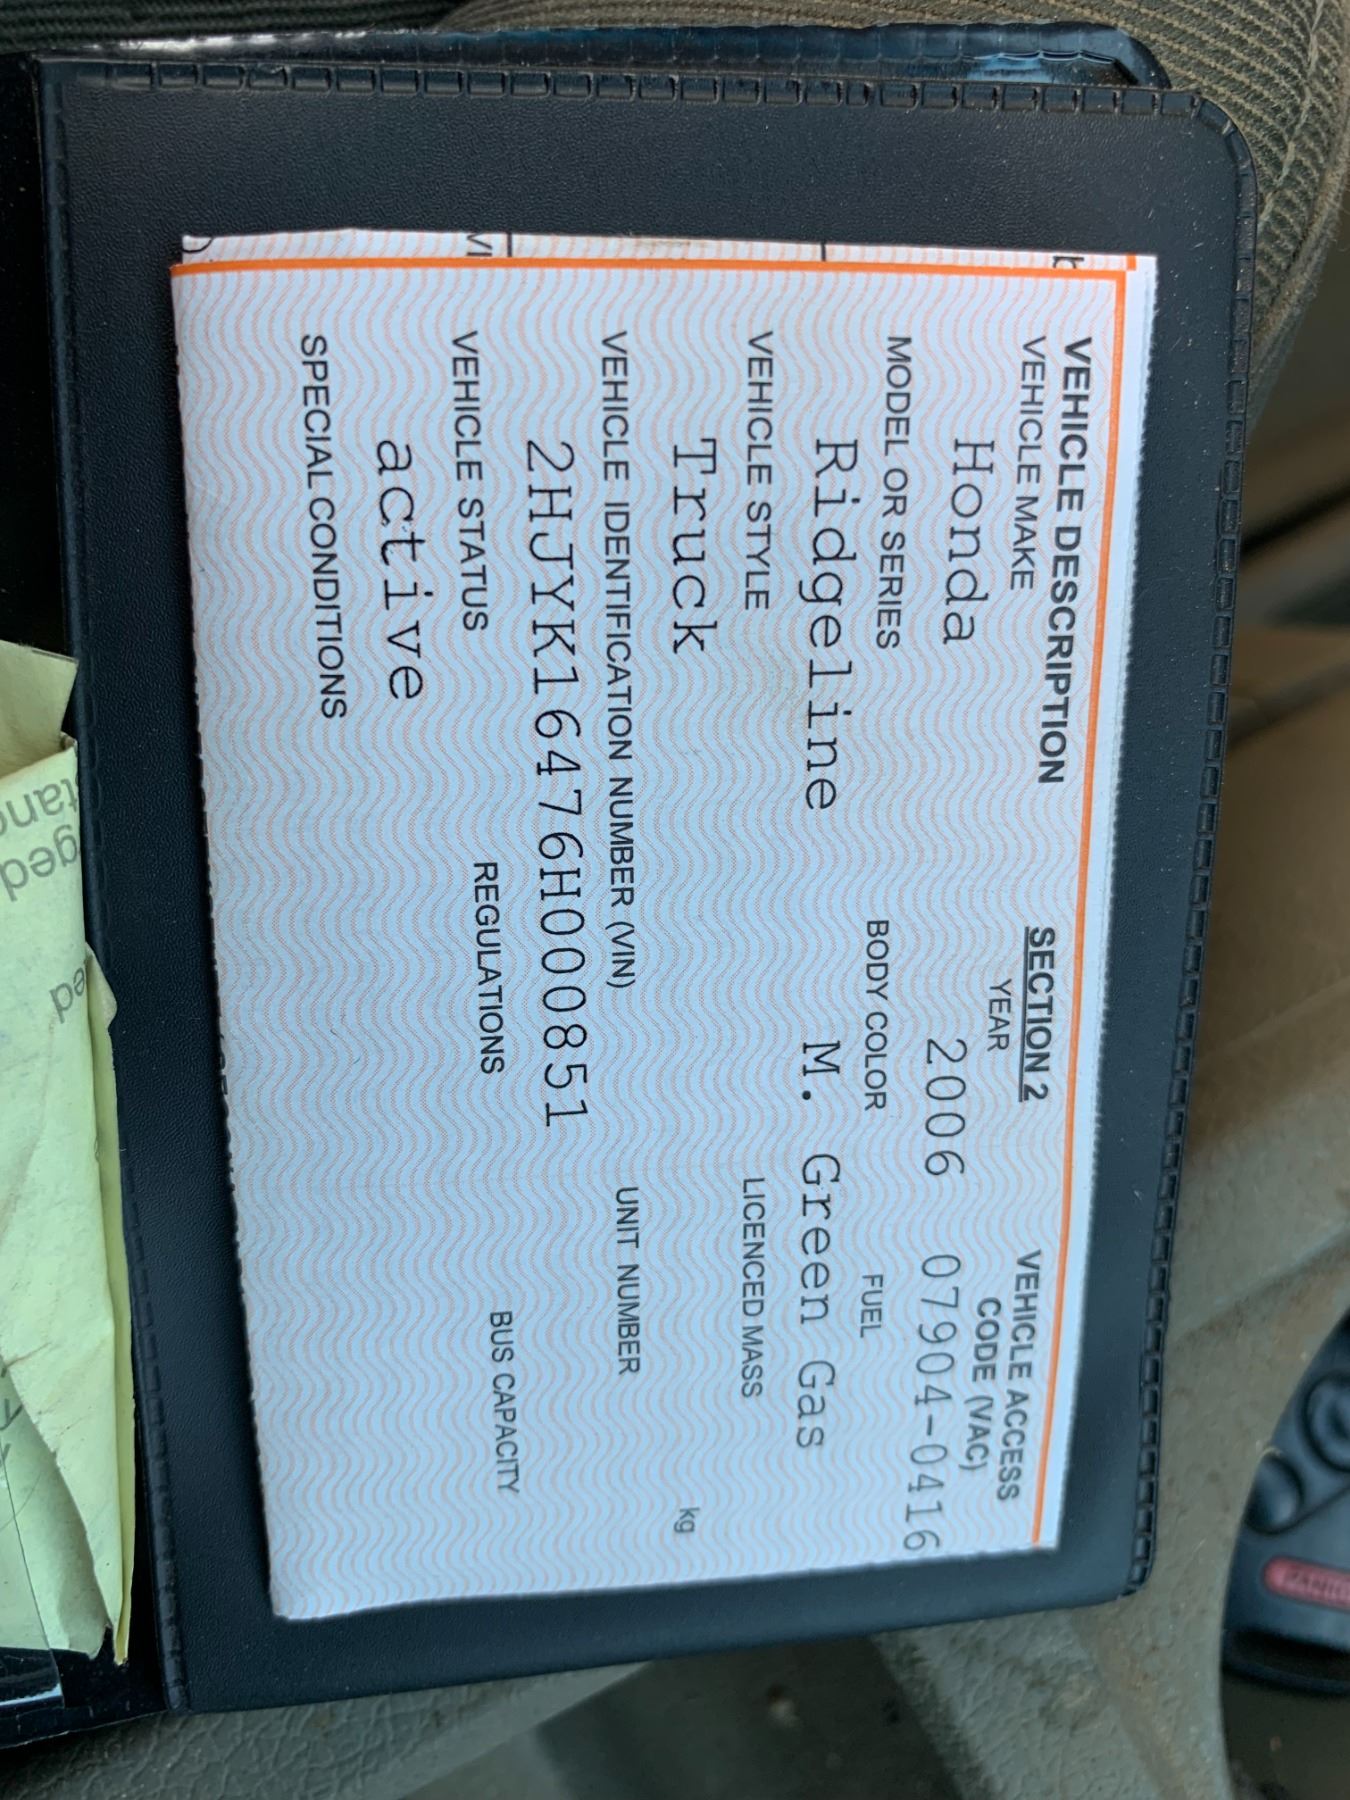 VEHICLE DESCRIPTION SECTION 2 VEHICLE ACCESS
VEHICLE MAKE YEAR CODE (VAC)
Honda 2006 07904-0416
MODEL OR SERIES BODY COLOR FUEL
Ridgeline M. Green Gas
VEHICLE STYLE LICENCED MASS
Truck kg
VEHICLE IDENTIFICATION NUMBER (VIN) UNIT NUMBER
2HJYK16476H000851
VEHICLE STATUS REGULATIONS BUS CAPACITY
active
SPECIAL CONDITIONS